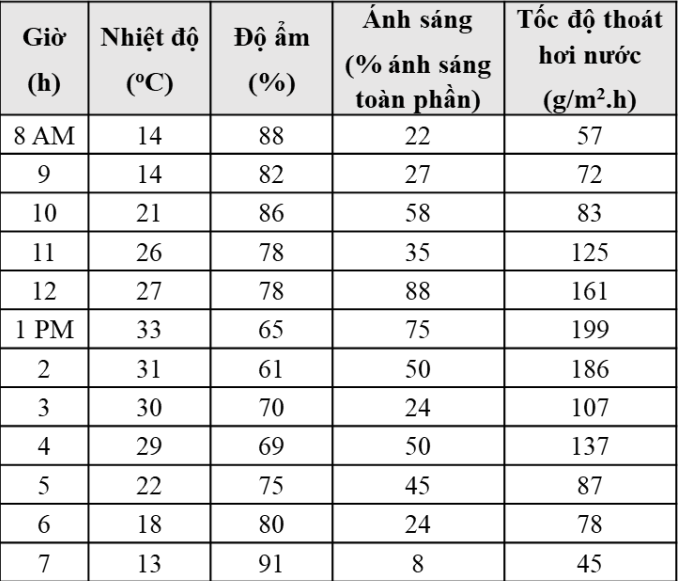 Giờ (h) Nhiệt độ (ºC) Độ ẩm (%) Ánh sáng (% ánh sáng toàn phần) Tốc độ thoát hơi nước (g/m².h)
8 AM 14 88 22 57
9 14 82 27 72
10 21 86 58 83
11 26 78 35 125
12 27 78 88 161
1 PM 33 65 75 199
2 31 61 50 186
3 30 70 24 107
4 29 69 50 137
5 22 75 45 87
6 18 80 24 78
7 13 91 8 45